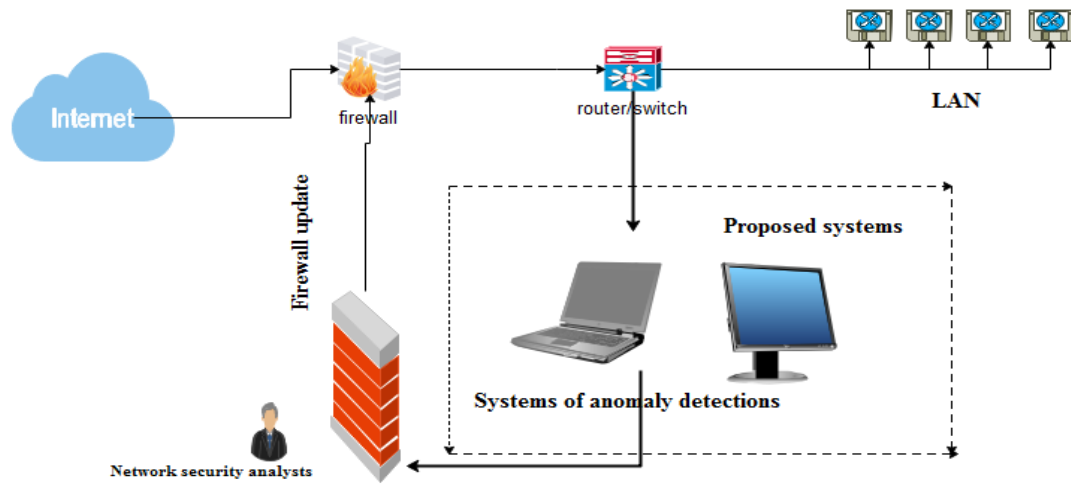 Internet
firewall
router/switch
LAN
Firewall update
Proposed systems
Systems of anomaly detections
Network security analysts